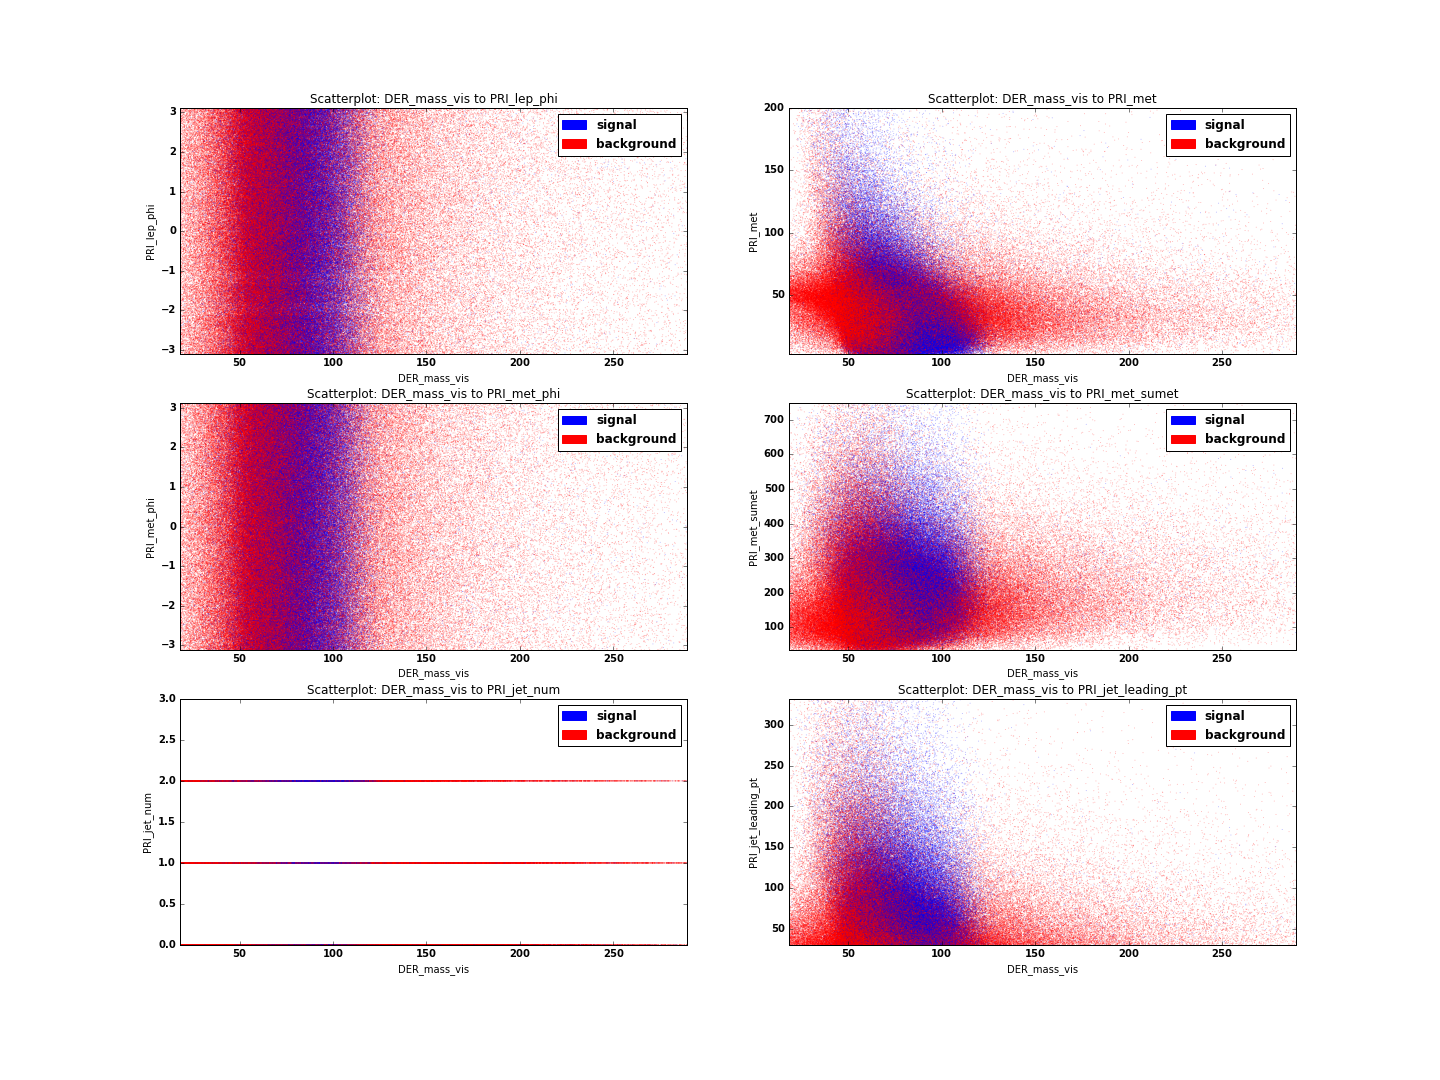 Scatterplot: DER_mass_vis to PRI_lep_phi
3
2
1
0
−1
−2
−3
PRI_lep_phi
signal
background
50 100 150 200 250
DER_mass_vis
Scatterplot: DER_mass_vis to PRI_met
200
150
100
50
PRI_met
signal
background
50 100 150 200 250
DER_mass_vis
Scatterplot: DER_mass_vis to PRI_met_phi
3
2
1
0
−1
−2
−3
PRI_met_phi
signal
background
50 100 150 200 250
DER_mass_vis
Scatterplot: DER_mass_vis to PRI_met_sumet
700
600
500
400
300
200
100
PRI_met_sumet
signal
background
50 100 150 200 250
DER_mass_vis
Scatterplot: DER_mass_vis to PRI_jet_num
3.0
2.5
2.0
1.5
1.0
0.5
0.0
PRI_jet_num
signal
background
50 100 150 200 250
DER_mass_vis
Scatterplot: DER_mass_vis to PRI_jet_leading_pt
300
250
200
150
100
50
PRI_jet_leading_pt
signal
background
50 100 150 200 250
DER_mass_vis